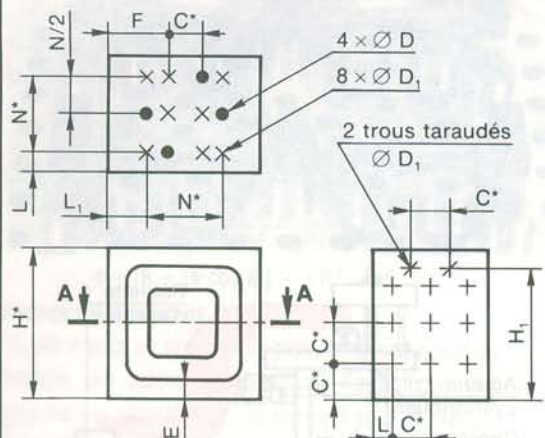 F C*
N/2
4 × Ø D
8 × Ø D₁
N*
2 trous taraudés
Ø D₁
L
L₁ N* C*
A A
H*
H₁
C*
C*
E
L C*